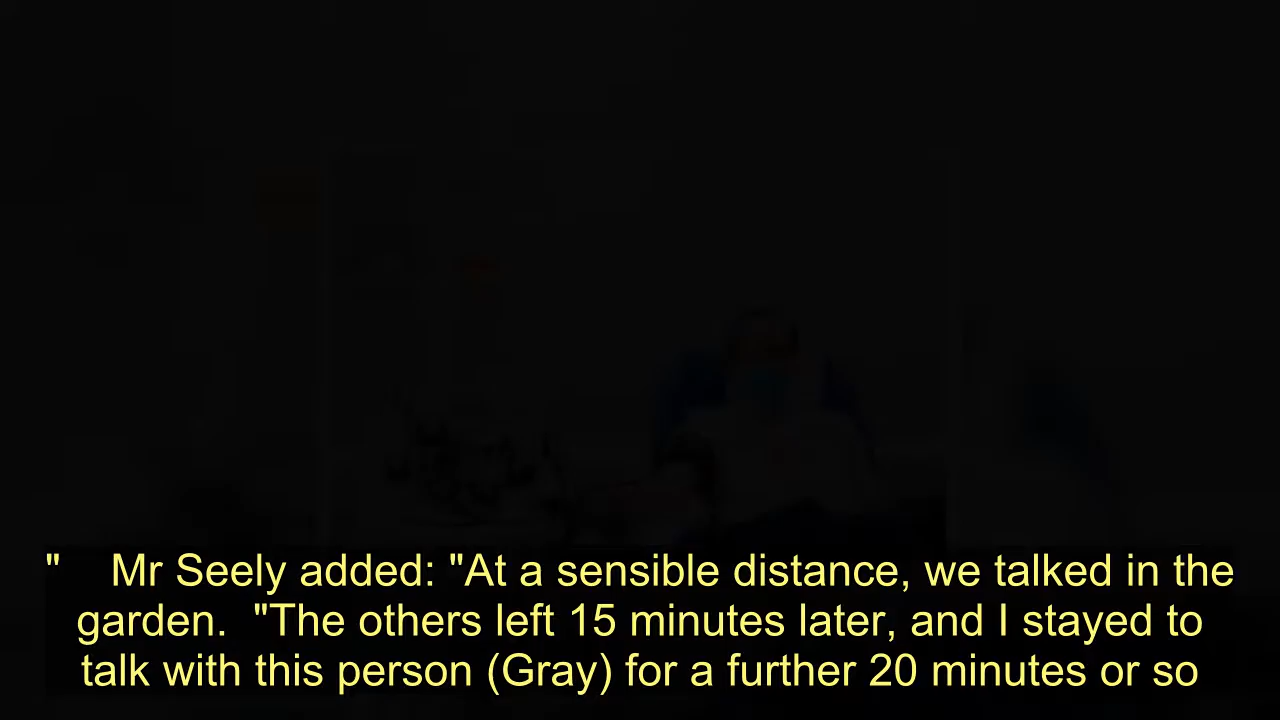 "    Mr Seely added: "At a sensible distance, we talked in the
garden.  "The others left 15 minutes later, and I stayed to
talk with this person (Gray) for a further 20 minutes or so